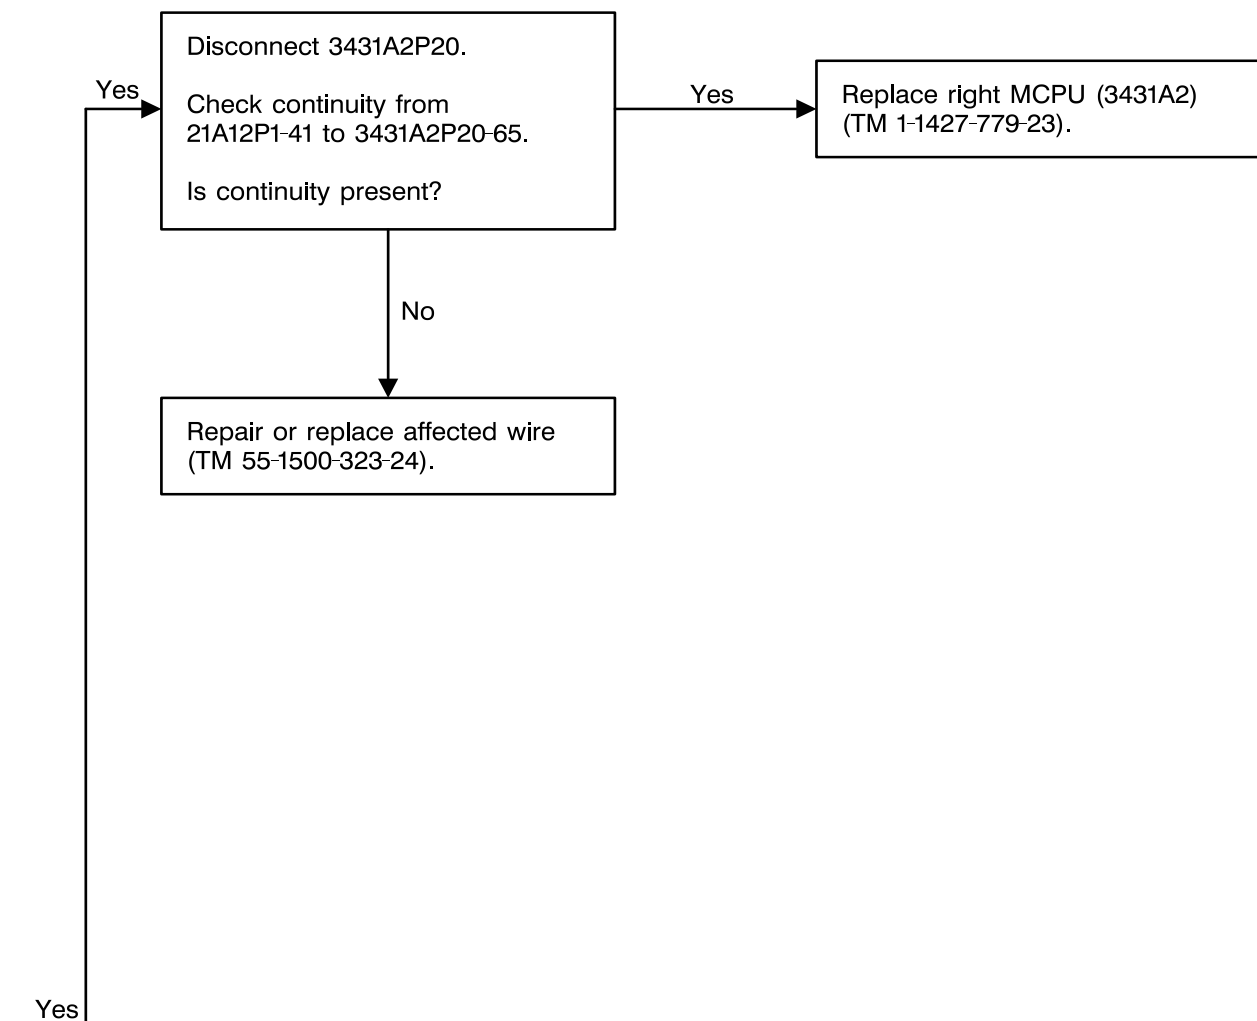 Disconnect 3431A2P20.
Yes
Check continuity from
21A12P1-41 to 3431A2P20-65.
Is continuity present?
Yes
Replace right MCPU (3431A2)
(TM 1-1427-779-23).
No
Repair or replace affected wire
(TM 55-1500-323-24).
Yes